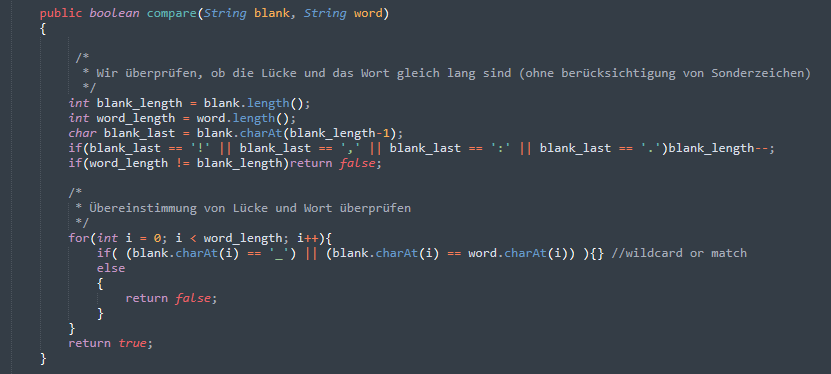 public boolean compare(String blank, String word)
{
/*
* Wir überprüfen, ob die Lücke und das Wort gleich lang sind (ohne berücksichtigung von Sonderzeichen)
*/
int blank_length = blank.length();
int word_length = word.length();
char blank_last = blank.charAt(blank_length-1);
if(blank_last == '!' || blank_last == ',' || blank_last == ':' || blank_last == '.')blank_length--;
if(word_length != blank_length)return false;
/*
* Übereinstimmung von Lücke und Wort überprüfen
*/
for(int i = 0; i < word_length; i++){
if( (blank.charAt(i) == '_') || (blank.charAt(i) == word.charAt(i)) ){} //wildcard or match
else
{
return false;
}
}
return true;
}